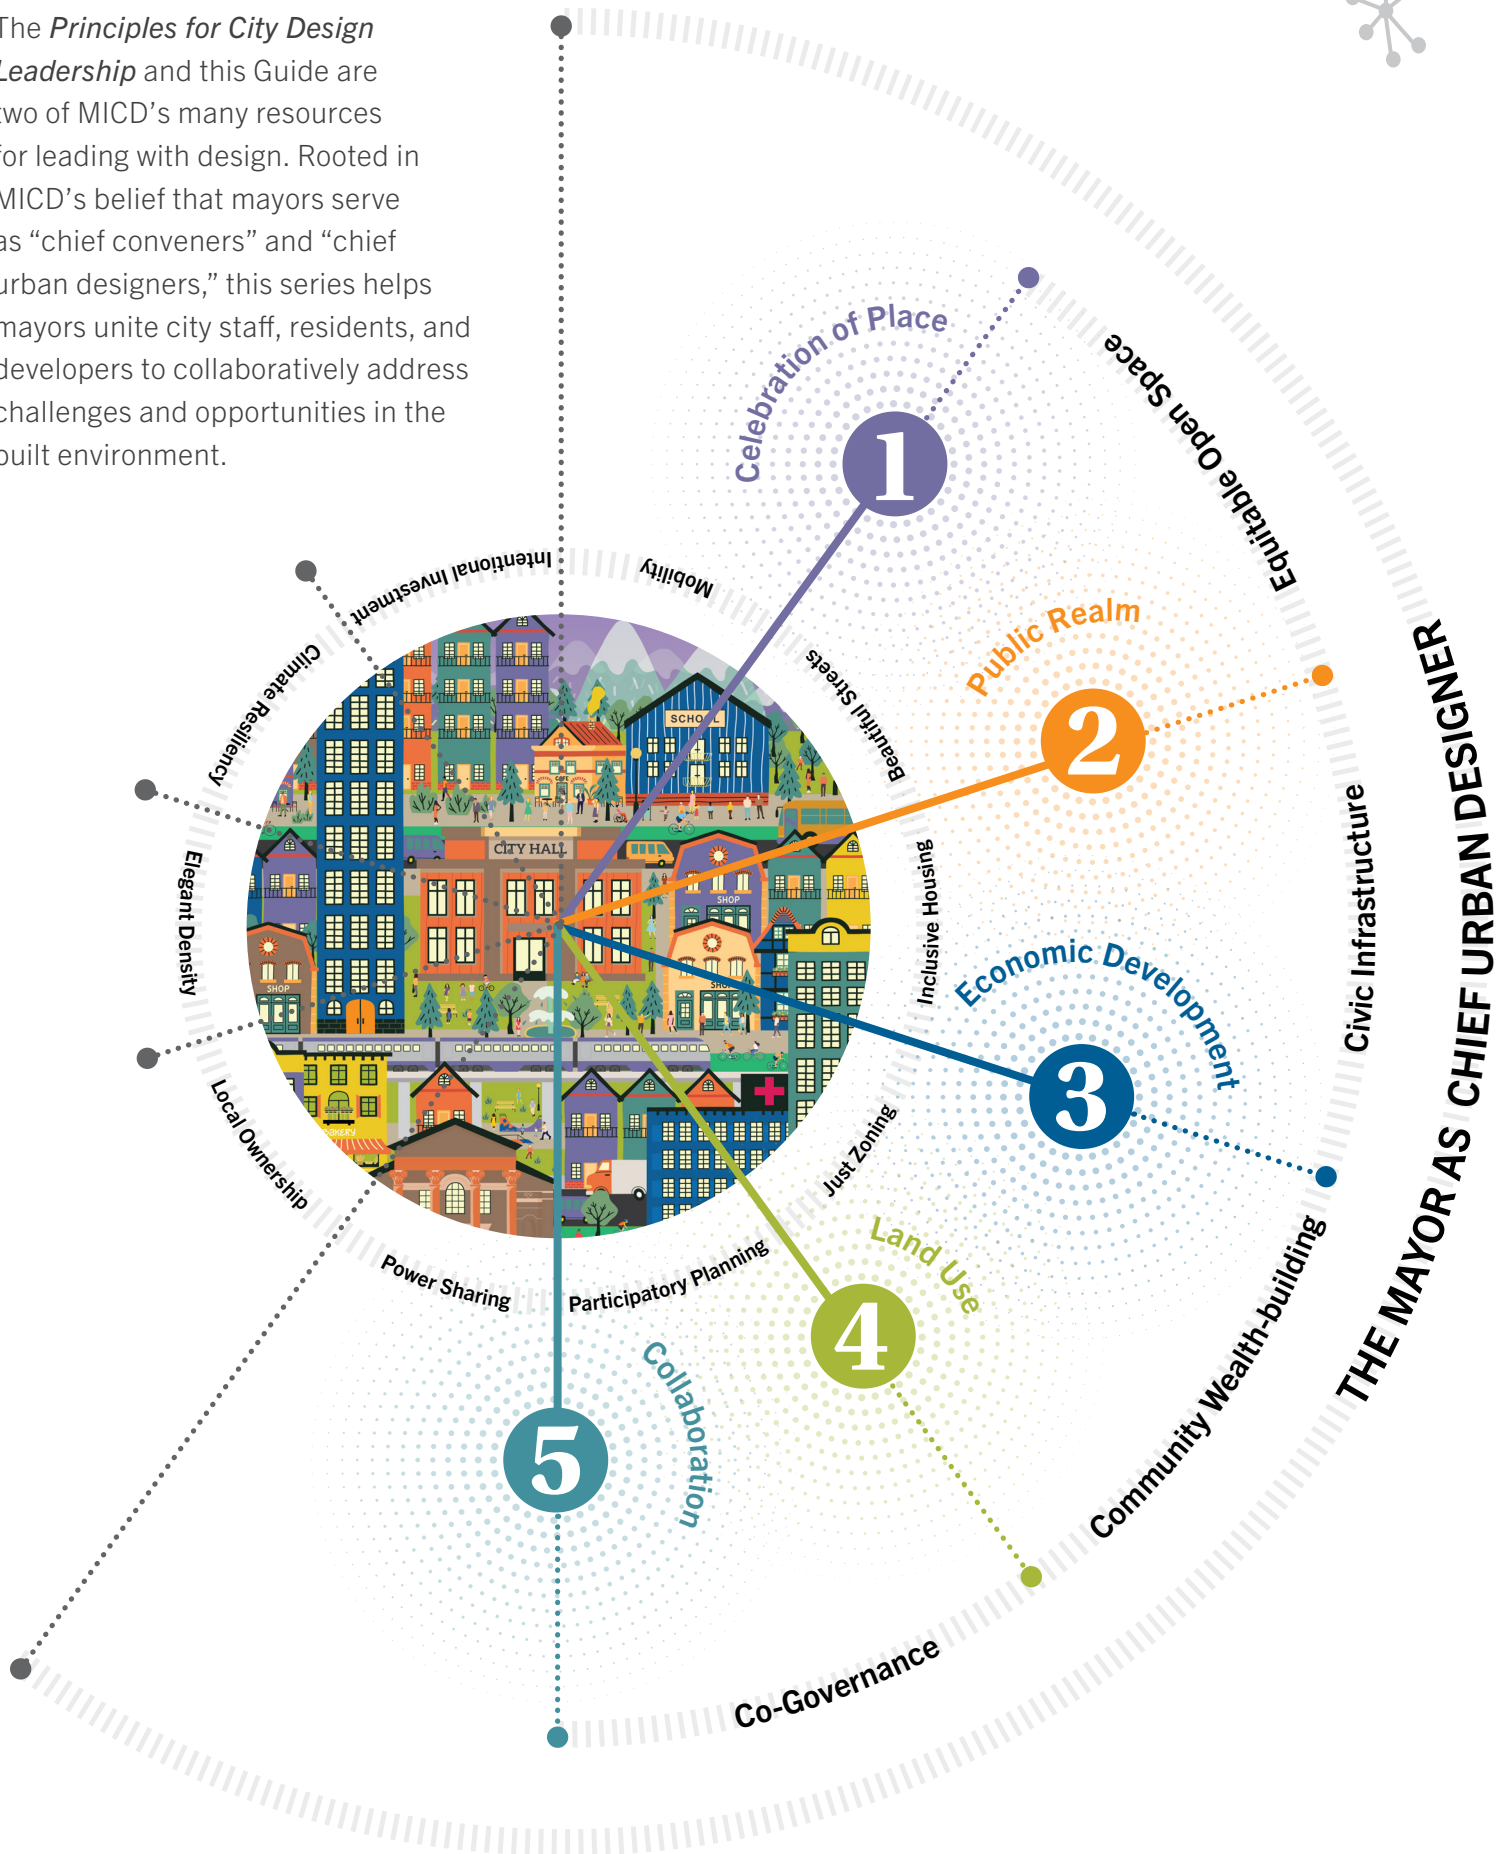 The Principles for City Design
Leadership and this Guide are
two of MICD's many resources
for leading with design. Rooted in
MICD's belief that mayors serve
as “chief conveners” and “chief
urban designers,” this series helps
mayors unite city staff, residents, and
developers to collaboratively address
challenges and opportunities in the
built environment.
Celebration of Place
1
Equitable Open Space
Public Realm
2
Civic Infrastructure
THE MAYOR AS CHIEF URBAN DESIGNER
Economic Development
3
Community Wealth-building
Land Use
4
Co-Governance
Collaboration
5
Intentional Investment
Mobility
Beautiful Streets
Inclusive Housing
Just Zoning
Participatory Planning
Power Sharing
Local Ownership
Elegant Density
Climate Resiliency
SCHOOL
CAFE
CITY HALL
SHOP
SHOP
SHOP
BAKERY